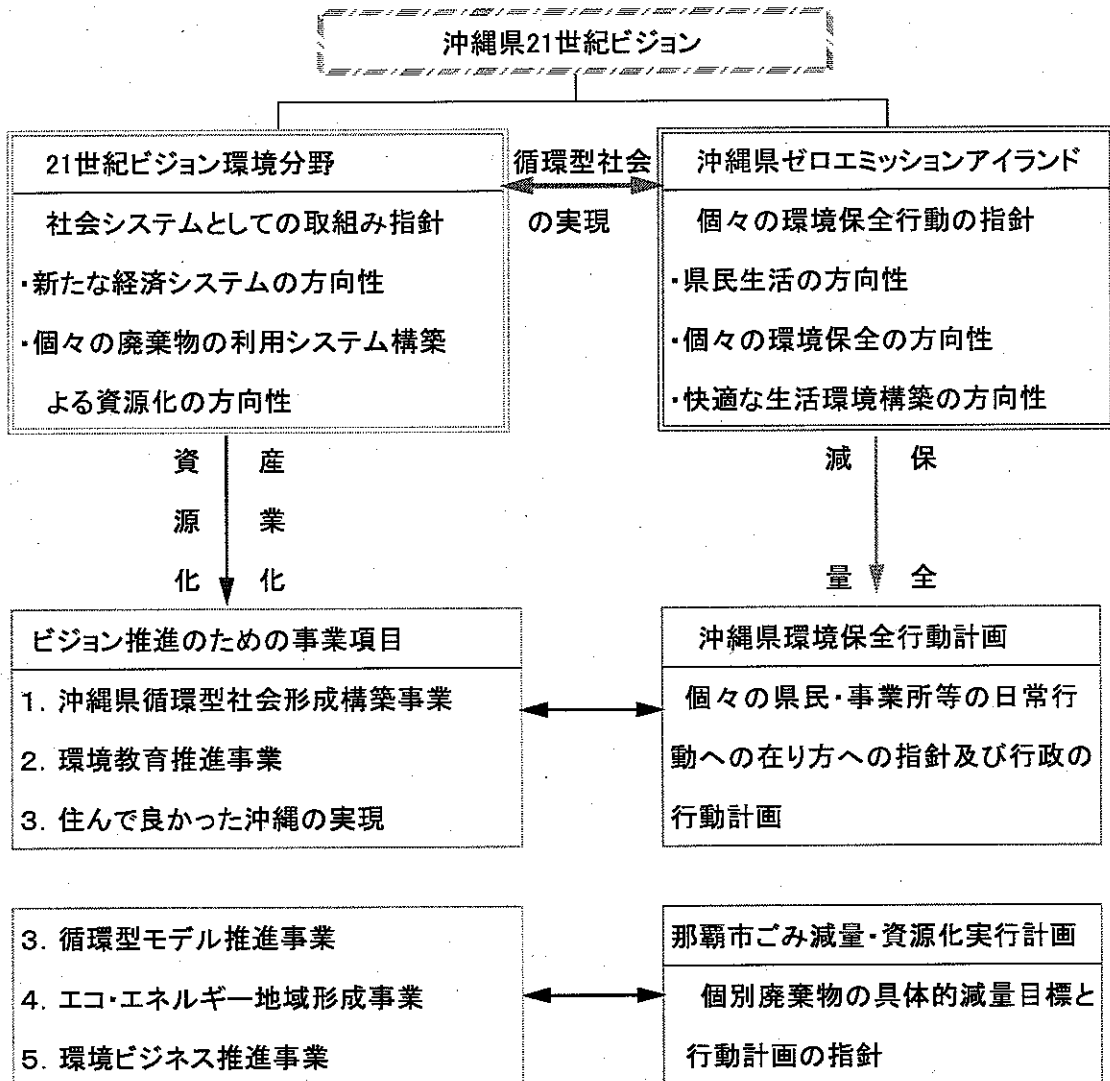 沖縄県21世紀ビジョン
21世紀ビジョン環境分野
社会システムとしての取組み指針
・新たな経済システムの方向性
・個々の廃棄物の利用システム構築
よる資源化の方向性
循環型社会
の実現
沖縄県ゼロエミッションアイランド
個々の環境保全行動の指針
・県民生活の方向性
・個々の環境保全の方向性
・快適な生活環境構築の方向性
資源化
産業化
減量
保全
ビジョン推進のための事業項目
1. 沖縄県循環型社会形成構築事業
2. 環境教育推進事業
3. 住んで良かった沖縄の実現
沖縄県環境保全行動計画
個々の県民・事業所等の日常行
動への在り方への指針及び行政の
行動計画
3. 循環型モデル推進事業
4. エコ・エネルギー地域形成事業
5. 環境ビジネス推進事業
那覇市ごみ減量・資源化実行計画
個別廃棄物の具体的減量目標と
行動計画の指針